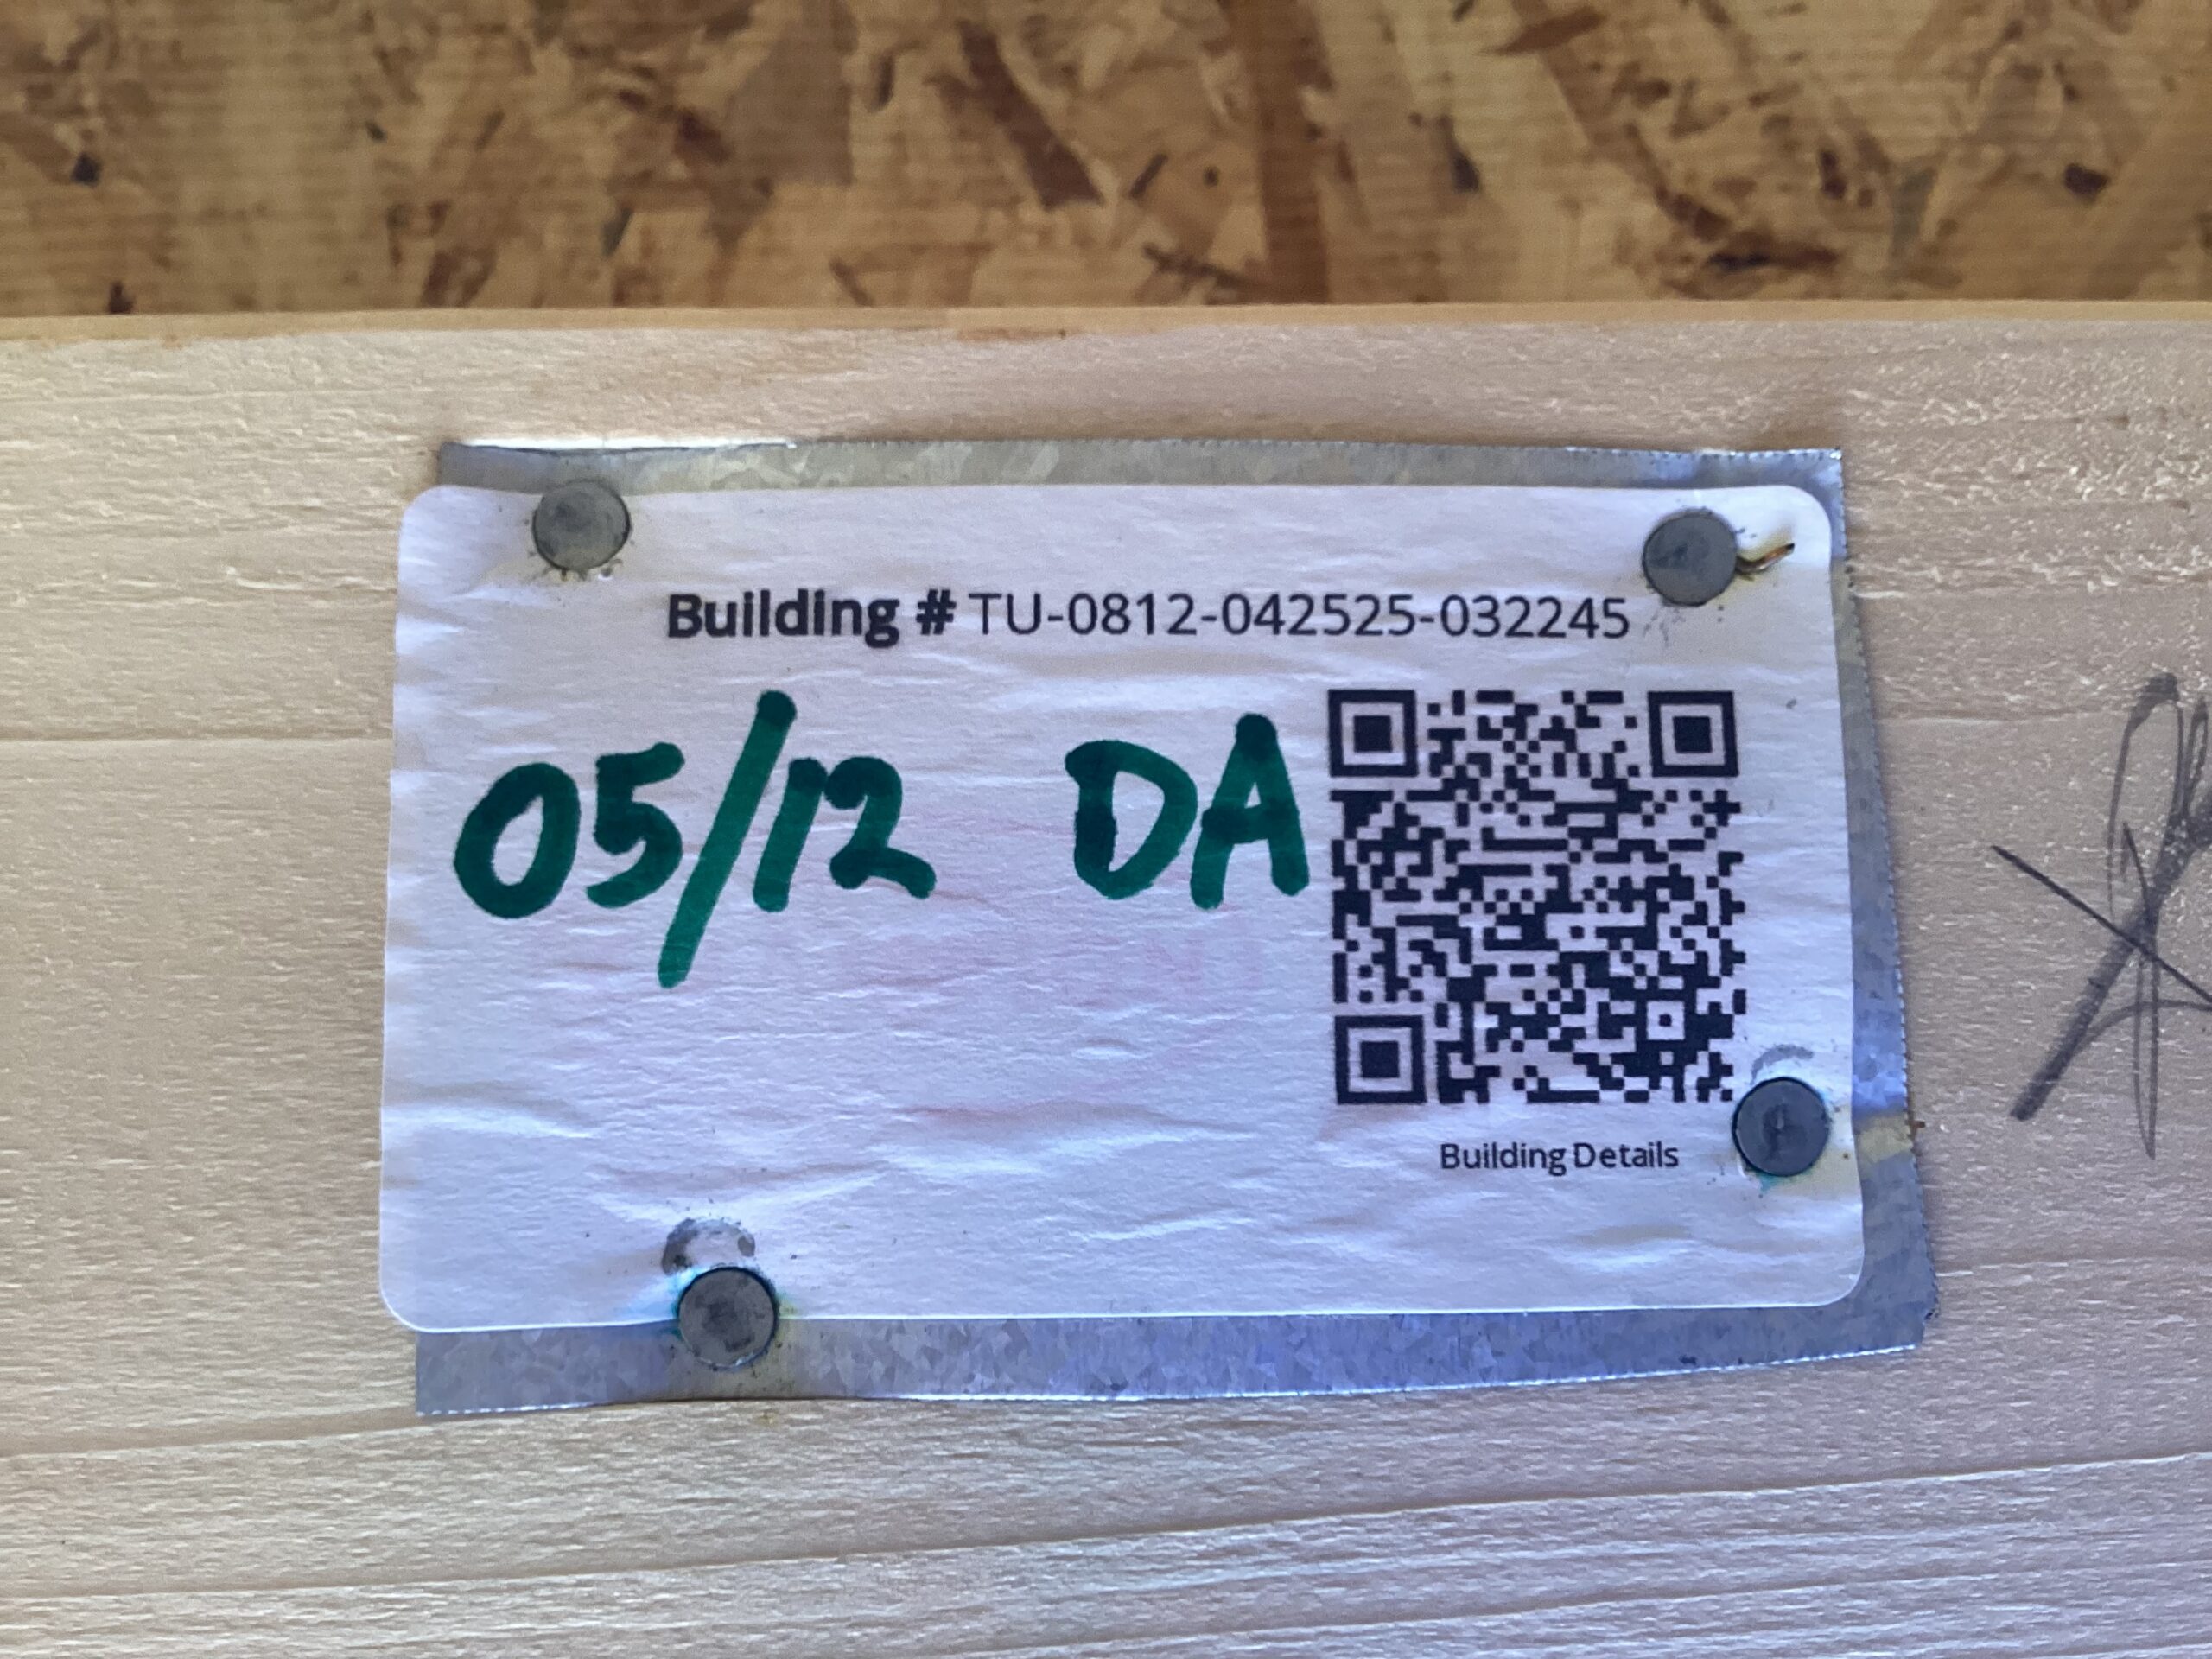 Building # TU-0812-042525-032245
05/12 DA
Building Details